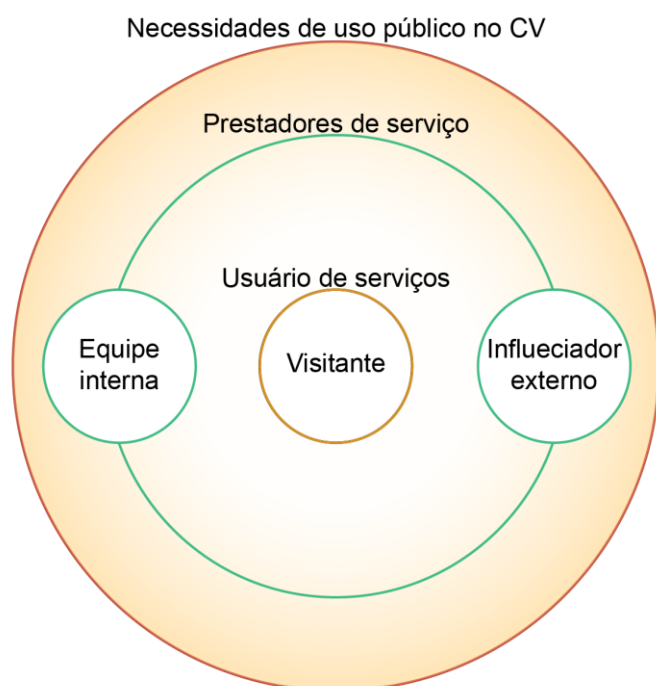 Necessidades de uso público no CV
Prestadores de serviço
Usuário de serviços
Equipe
interna
Visitante
Influeciador
externo